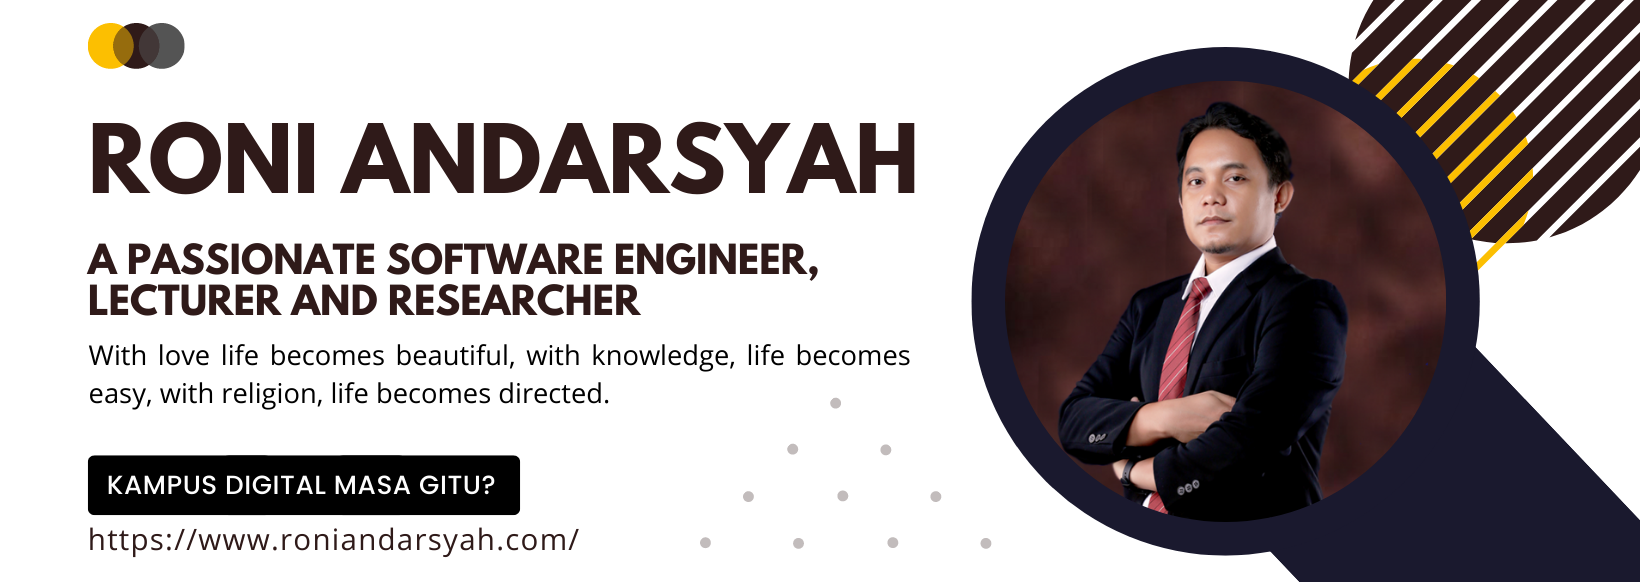 RONI ANDARSYAH
A PASSIONATE SOFTWARE ENGINEER,
LECTURER AND RESEARCHER
With love life becomes beautiful, with knowledge, life becomes
easy, with religion, life becomes directed.
KAMPUS DIGITAL MASA GITU?
https://www.roniandarsyah.com/